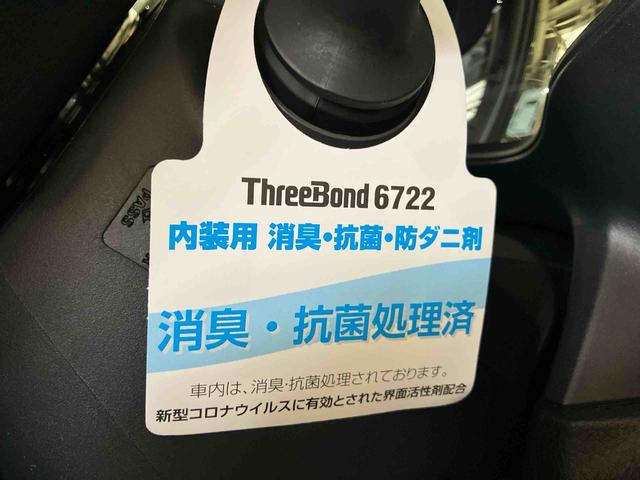 ThreeBond 6722
内装用 消臭・抗菌・防ダニ剤
消臭・抗菌処理済
車内は、消臭・抗菌処理されております。
新型コロナウイルスに有効とされた界面活性剤配合
PASS